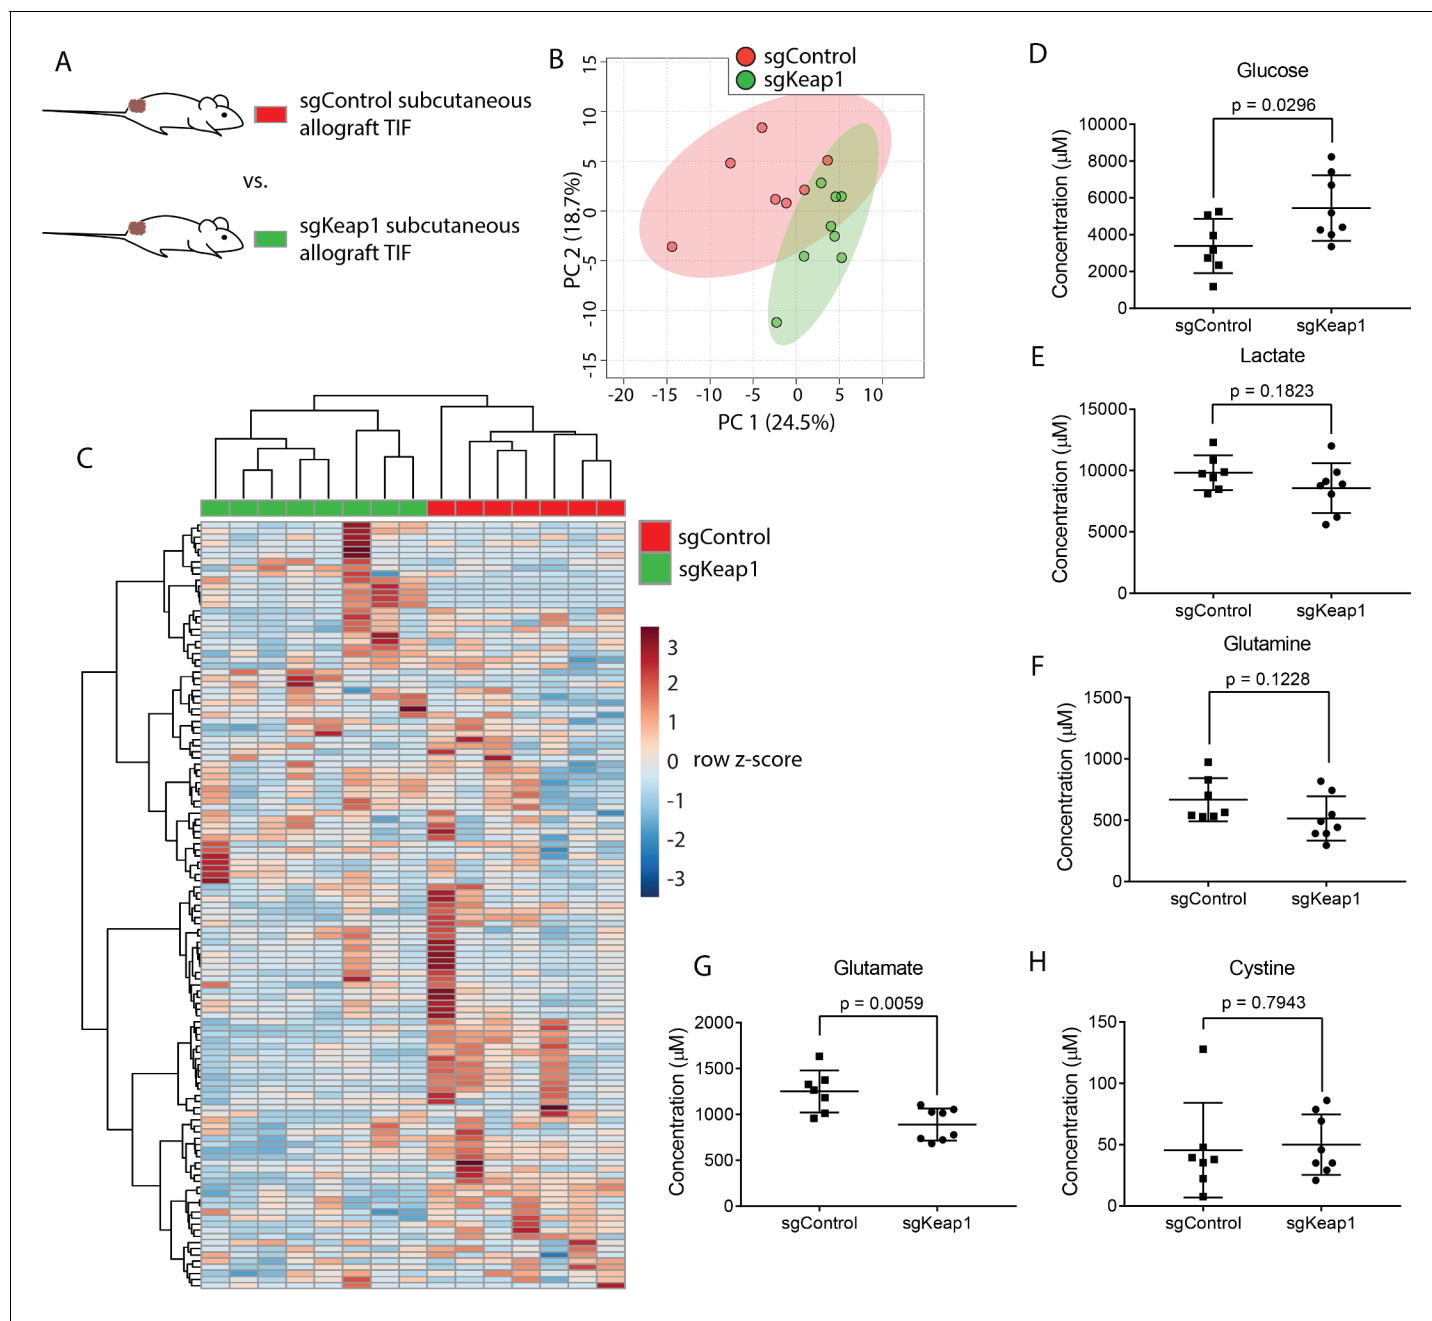 A
sgControl subcutaneous
allograft TIF
vs.
sgKeap1 subcutaneous
allograft TIF
B
sgControl
sgKeap1
15
10
5
0
-5
-10
-15
PC 2 (18.7%)
-20
-15
-10
-5
0
5
10
PC 1 (24.5%)
C
sgControl
sgKeap1
3
2
1
0
-1
-2
-3
row z-score
D
Glucose
p = 0.0296
Concentration (µM)
10000
8000
6000
4000
2000
0
sgControl
sgKeap1
E
Lactate
p = 0.1823
Concentration (µM)
15000
10000
5000
0
sgControl
sgKeap1
F
Glutamine
p = 0.1228
Concentration (µM)
1500
1000
500
0
sgControl
sgKeap1
G
Glutamate
p = 0.0059
Concentration (µM)
2000
1500
1000
500
0
sgControl
sgKeap1
H
Cystine
p = 0.7943
Concentration (µM)
150
100
50
0
sgControl
sgKeap1